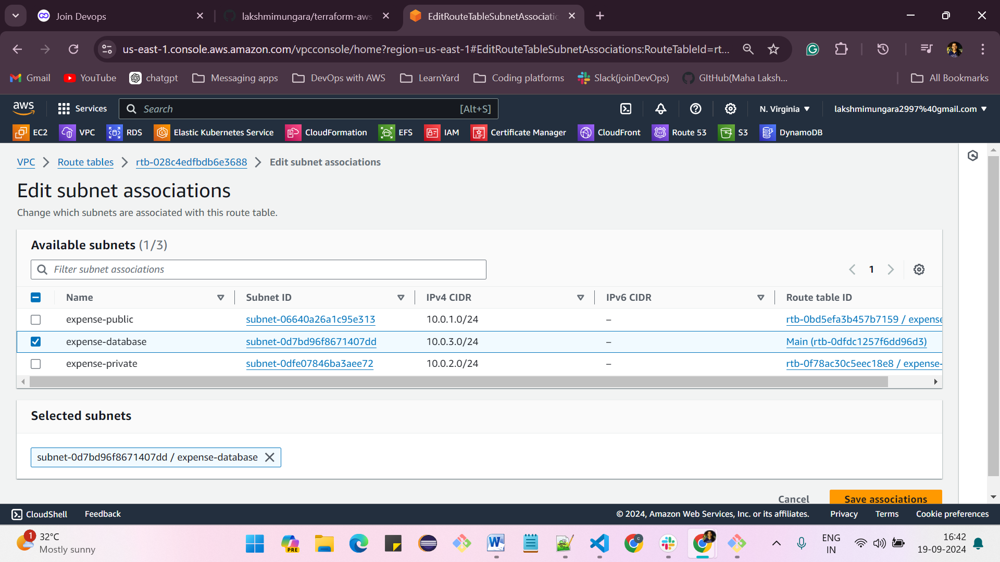 Join Devops
lakshmimungara/terraform-aws
EditRouteTableSubnetAssociatio
us-east-1.console.aws.amazon.com/vpcconsole/home?region=us-east-1#EditRouteTableSubnetAssociations:RouteTableId=rt...
Gmail YouTube chatgpt Messaging apps DevOps with AWS LearnYard Coding platforms Slack(joinDevOps) GItHub(Maha Laksh... All Bookmarks
aws Services Search [Alt+S] N. Virginia lakshmimungara2997%40gmail.com
EC2 VPC RDS Elastic Kubernetes Service CloudFormation EFS IAM Certificate Manager CloudFront Route 53 S3 DynamoDB
VPC Route tables rtb-028c4edfbdb6e3688 Edit subnet associations
Edit subnet associations
Change which subnets are associated with this route table.
Available subnets (1/3)
Filter subnet associations 1
Name Subnet ID IPv4 CIDR IPv6 CIDR Route table ID
expense-public subnet-06640a26a1c95e313 10.0.1.0/24 – rtb-0bd5efa3b457b7159 / expense
expense-database subnet-0d7bd96f8671407dd 10.0.3.0/24 – Main (rtb-0dfdc1257f6dd96d3)
expense-private subnet-0dfe07846ba3aee72 10.0.2.0/24 – rtb-0f78ac30c5eec18e8 / expense-
Selected subnets
subnet-0d7bd96f8671407dd / expense-database
Cancel Save associations
CloudShell Feedback © 2024, Amazon Web Services, Inc. or its affiliates. Privacy Terms Cookie preferences
1 32°C
Mostly sunny
PRE
ENG
IN
16:42
19-09-2024